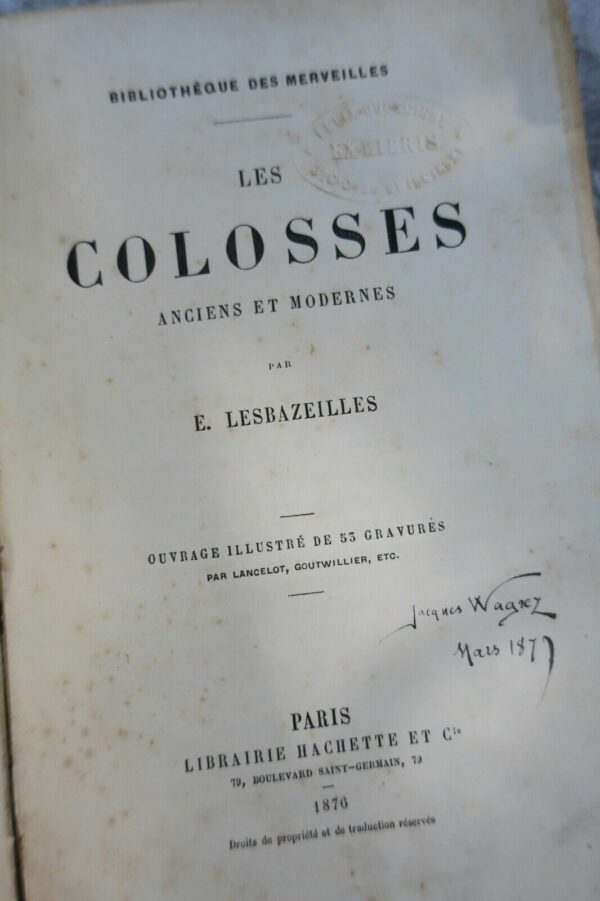 BIBLIOTHÈQUE DES MERVEILLES
EX-LIBRIS
LES
COLOSSES
ANCIENS ET MODERNES
PAR
E. LESBAZEILLES
OUVRAGE ILLUSTRÉ DE 53 GRAVURES
PAR LANCELOT, GOUTWILLIER, ETC.
Jacques Wagrez
Mars 1877
PARIS
LIBRAIRIE HACHETTE ET Cie
79, BOULEVARD SAINT-GERMAIN, 79
1876
Droits de propriété et de traduction réservés